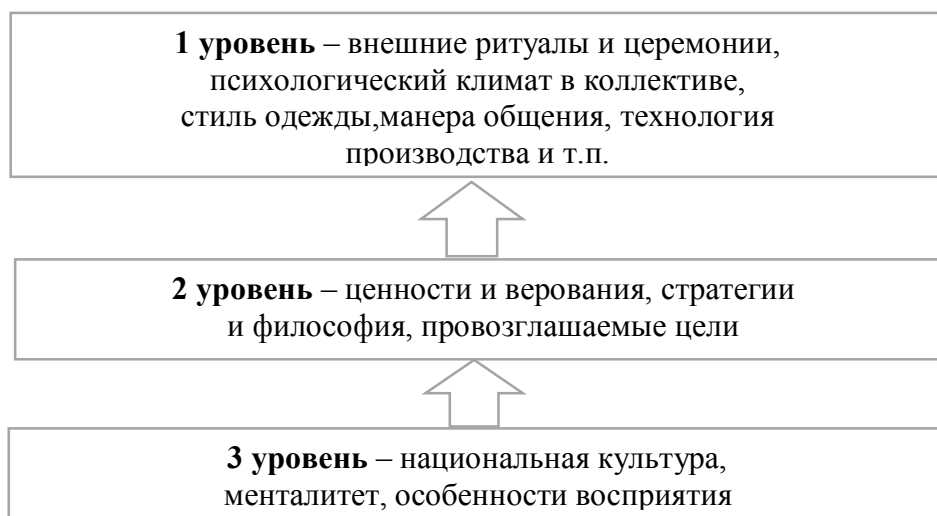 1 уровень – внешние ритуалы и церемонии,
психологический климат в коллективе,
стиль одежды,манера общения, технология
производства и т.п.
2 уровень – ценности и верования, стратегии
и философия, провозглашаемые цели
3 уровень – национальная культура,
менталитет, особенности восприятия